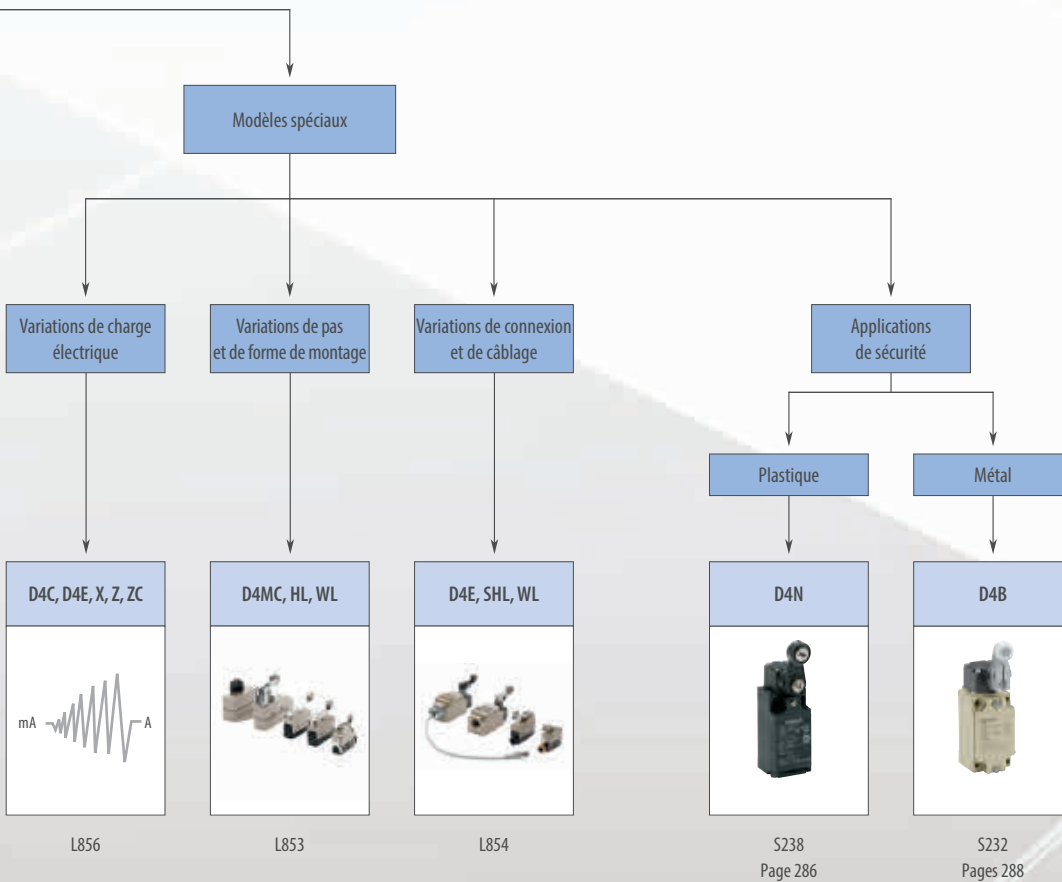 Modèles spéciaux
Variations de charge
électrique
Variations de pas
et de forme de montage
Variations de connexion
et de câblage
Applications
de sécurité
Plastique
Métal
D4C, D4E, X, Z, ZC
D4MC, HL, WL
D4E, SHL, WL
D4N
D4B
mA
A
L856
L853
L854
S238
Page 286
S232
Pages 288